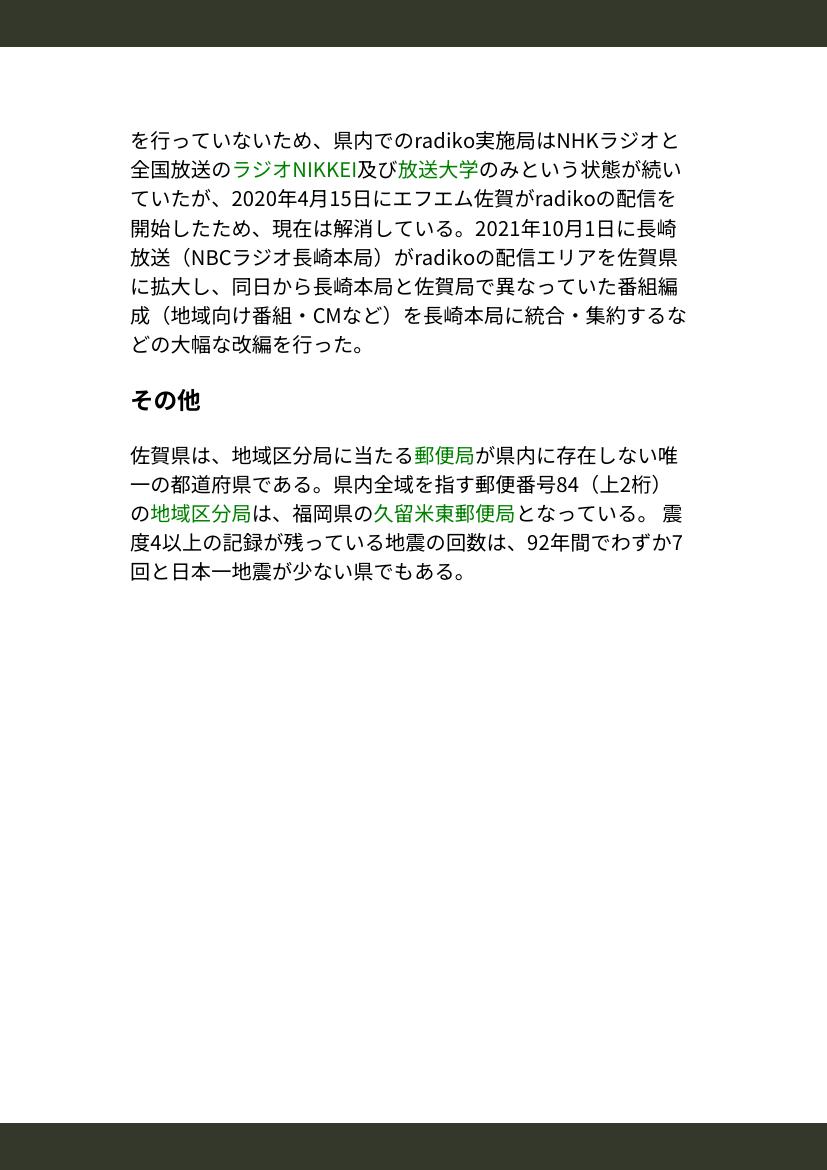 を行っていないため、県内でのradiko実施局はNHKラジオと
全国放送のラジオNIKKEI及び放送大学のみという状態が続い
ていたが、2020年4月15日にエフエム佐賀がradikoの配信を
開始したため、現在は解消している。2021年10月1日に長崎
放送（NBCラジオ長崎本局）がradikoの配信エリアを佐賀県
に拡大し、同日から長崎本局と佐賀局で異なっていた番組編
成（地域向け番組・CMなど）を長崎本局に統合・集約するな
どの大幅な改編を行った。
その他
佐賀県は、地域区分局に当たる郵便局が県内に存在しない唯
一の都道府県である。県内全域を指す郵便番号84（上2桁）
の地域区分局は、福岡県の久留米東郵便局となっている。 震
度4以上の記録が残っている地震の回数は、92年間でわずか7
回と日本一地震が少ない県でもある。